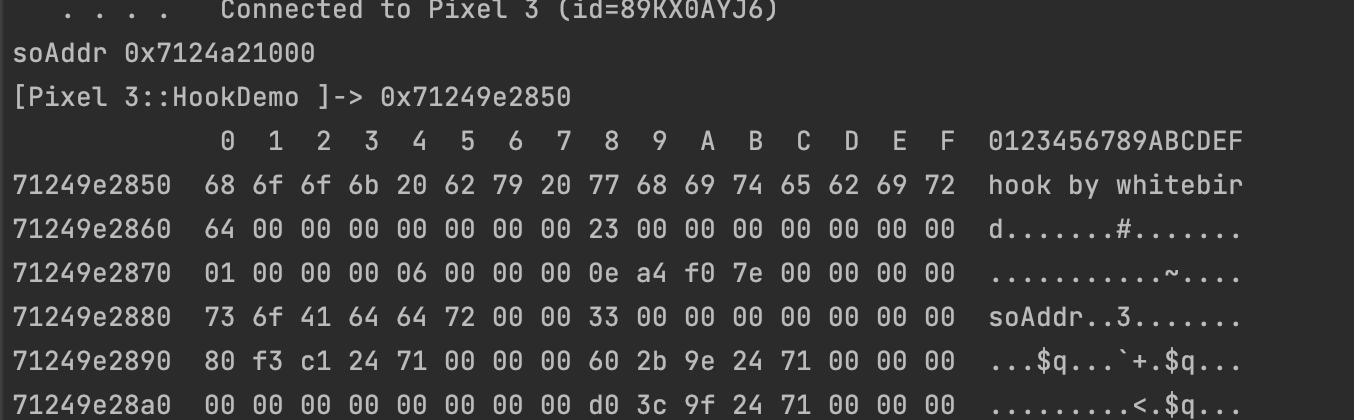 . . . .   Connected to Pixel 3 (id=89KX0AYJ6)
soAddr 0x7124a21000
[Pixel 3::HookDemo ]-> 0x71249e2850
             0  1  2  3  4  5  6  7  8  9  A  B  C  D  E  F  0123456789ABCDEF
71249e2850  68 6f 6f 6b 20 62 79 20 77 68 69 74 65 62 69 72  hook by whitebir
71249e2860  64 00 00 00 00 00 00 00 23 00 00 00 00 00 00 00  d.......#.......
71249e2870  01 00 00 00 06 00 00 00 0e a4 f0 7e 00 00 00 00  ...........~....
71249e2880  73 6f 41 64 64 72 00 00 33 00 00 00 00 00 00 00  soAddr..3.......
71249e2890  80 f3 c1 24 71 00 00 00 60 2b 9e 24 71 00 00 00  ...$q...`+.$q...
71249e28a0  00 00 00 00 00 00 00 00 d0 3c 9f 24 71 00 00 00  .........<.$q...